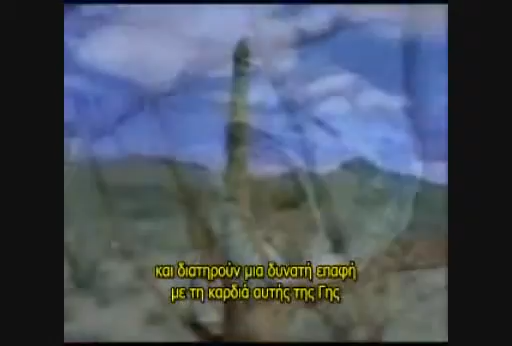 και διατηρούν μια δυνατή επαφή
με τη καρδιά αυτής της Γης